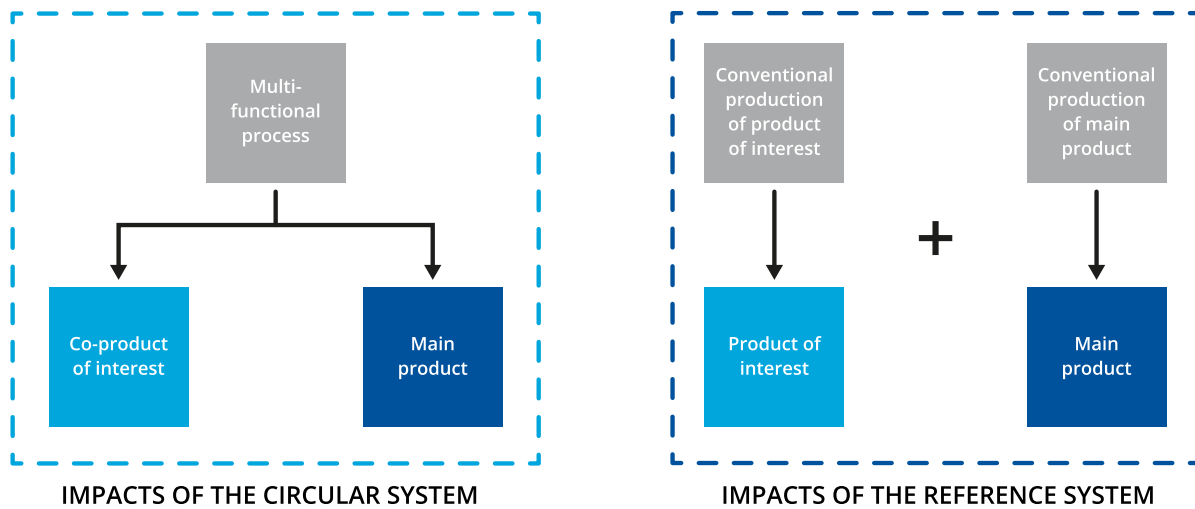 Multi-
functional
process
Co-product
of interest
Main
product
IMPACTS OF THE CIRCULAR SYSTEM
Conventional
production
of product
of interest
Conventional
production
of main
product
+
Product of
interest
Main
product
IMPACTS OF THE REFERENCE SYSTEM